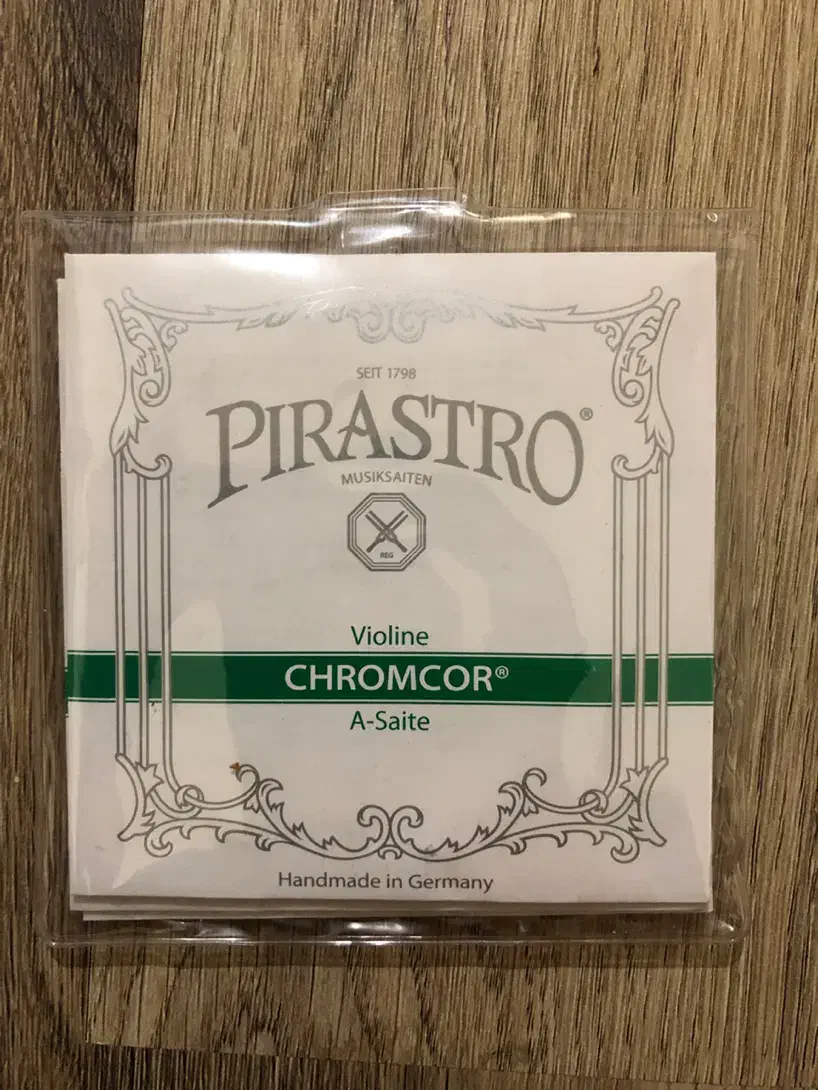 SEIT 1798
PIRASTRO®
MUSIKSAITEN
REG
Violine
CHROMCOR®
A-Saite
Handmade in Germany